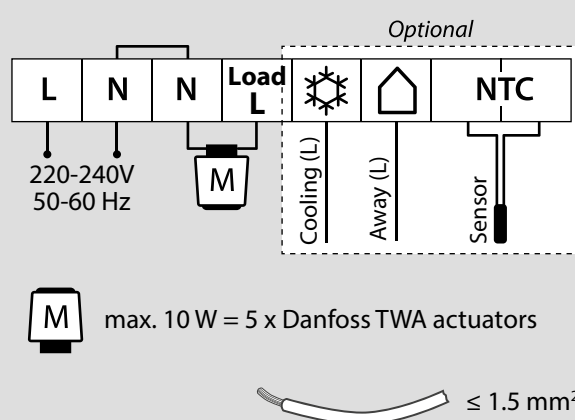 Optional
L N N Load L NTC
220-240V
50-60 Hz
M
Cooling (L)
Away (L)
Sensor
M max. 10 W = 5 x Danfoss TWA actuators
≤ 1.5 mm²